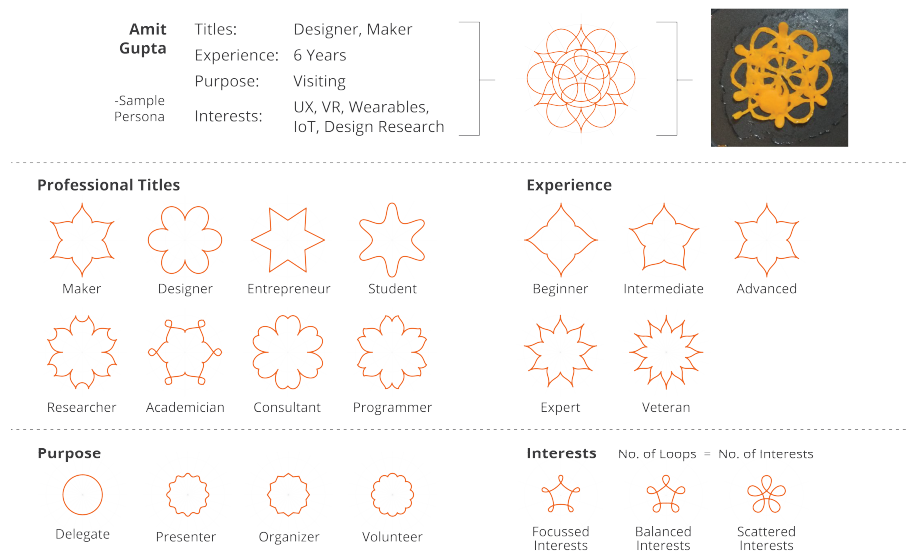 Amit
Gupta
-Sample
Persona
Titles: Designer, Maker
Experience: 6 Years
Purpose: Visiting
Interests: UX, VR, Wearables,
IoT, Design Research
Professional Titles
Maker Designer Entrepreneur Student
Researcher Academician Consultant Programmer
Experience
Beginner Intermediate Advanced
Expert Veteran
Purpose
Delegate Presenter Organizer Volunteer
Interests No. of Loops = No. of Interests
Focussed Balanced Scattered
Interests Interests Interests